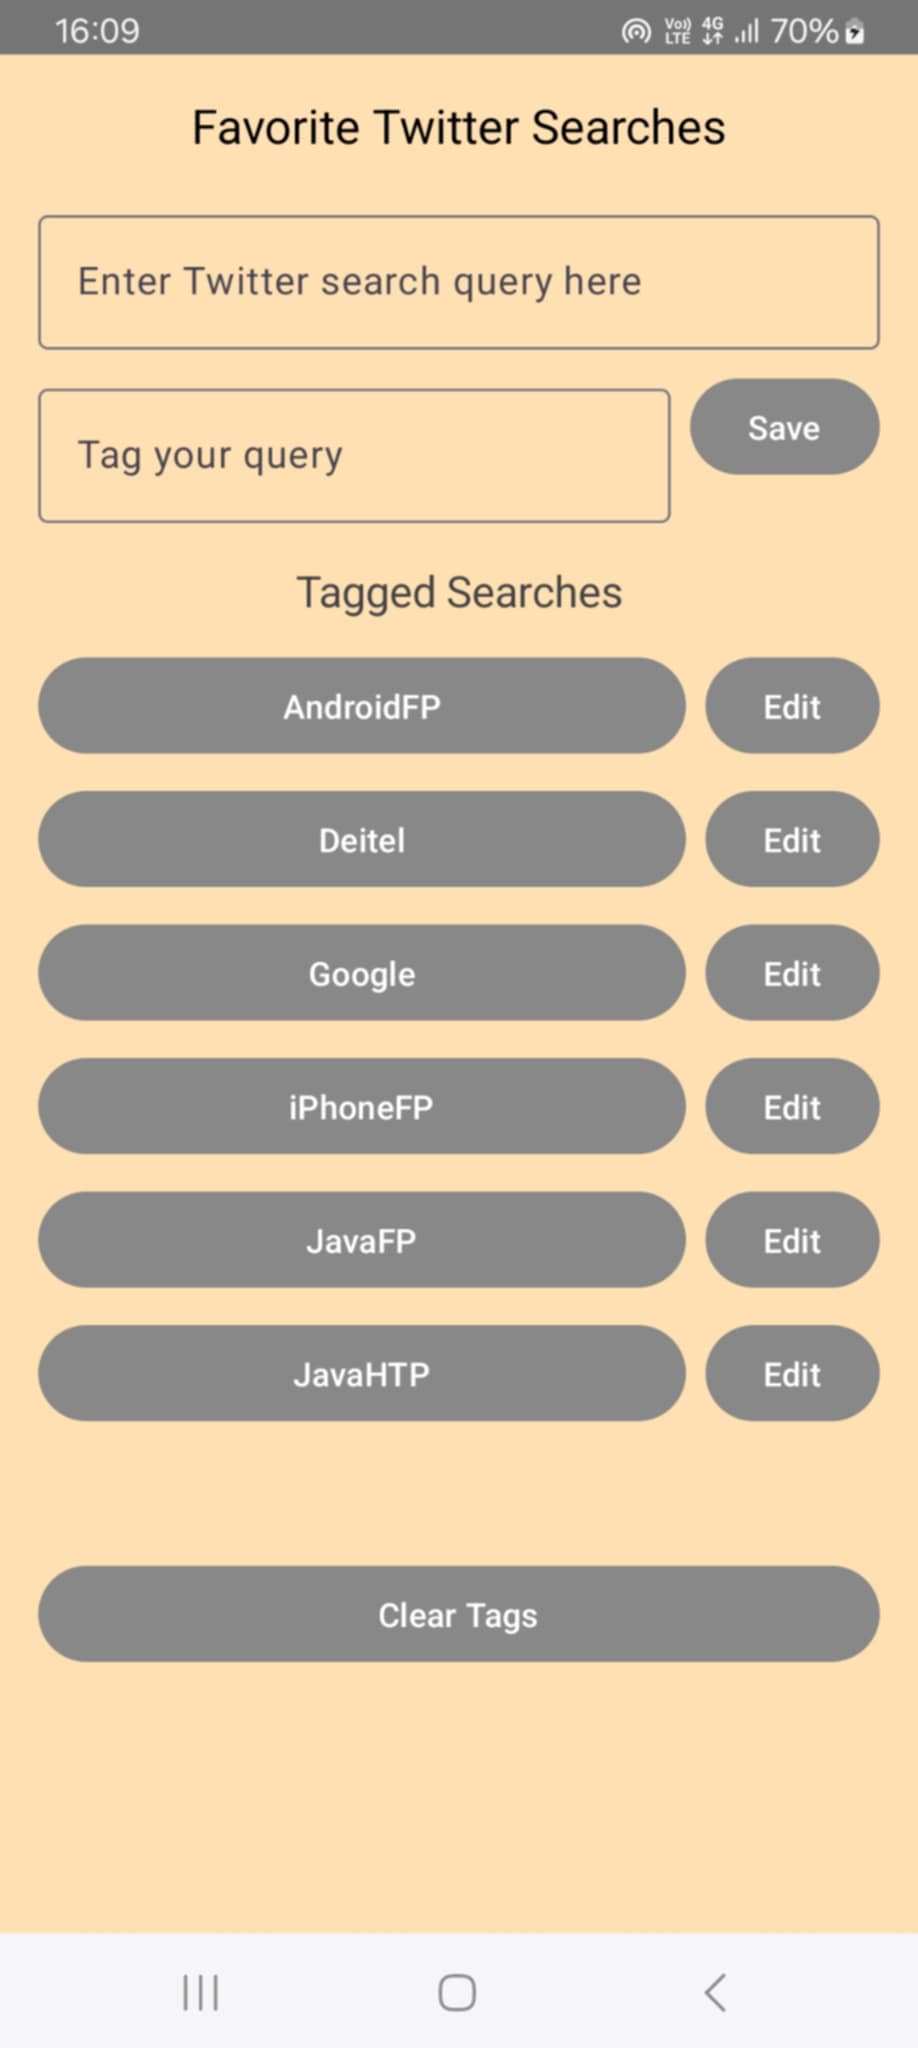 16:09 Vo)) LTE 4G 70%
Favorite Twitter Searches
Enter Twitter search query here
Tag your query
Save
Tagged Searches
AndroidFP Edit
Deitel Edit
Google Edit
iPhoneFP Edit
JavaFP Edit
JavaHTP Edit
Clear Tags